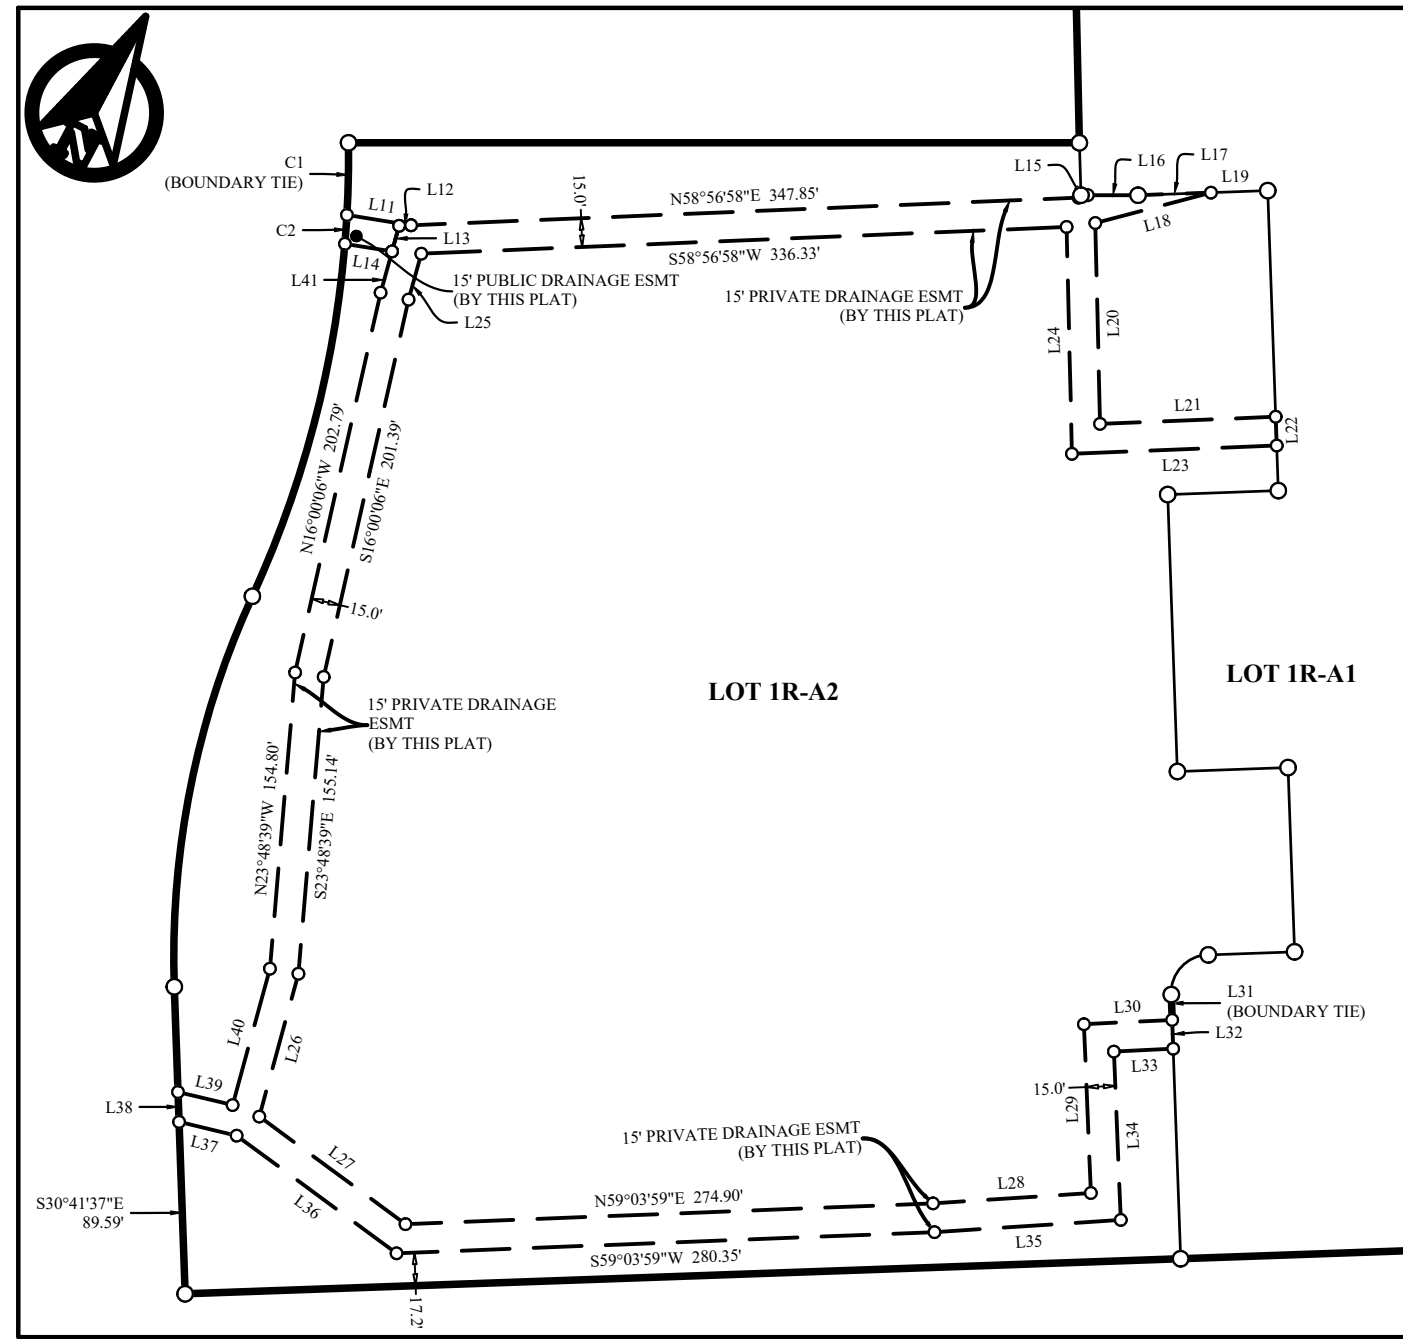 C1
(BOUNDARY TIE)
L11
L12
C2
L13
L14
L41
15' PUBLIC DRAINAGE ESMT
(BY THIS PLAT)
L25
15.0'
N58°56'58"E 347.85'
S58°56'58"W 336.33'
15' PRIVATE DRAINAGE ESMT
(BY THIS PLAT)
L15
L16
L17
L19
L18
L24
L20
L21
L22
L23
N16°00'06"W 202.79'
S16°00'06"E 201.39'
15.0'
LOT 1R-A2
LOT 1R-A1
15' PRIVATE DRAINAGE
ESMT
(BY THIS PLAT)
N23°48'39"W 154.80'
S23°48'39"E 155.14'
L40
L26
L39
L38
L37
L27
L36
S30°41'37"E
89.59'
15' PRIVATE DRAINAGE ESMT
(BY THIS PLAT)
N59°03'59"E 274.90'
S59°03'59"W 280.35'
17.2'
L28
L35
L30
L31
(BOUNDARY TIE)
L32
L33
15.0'
L29
L34